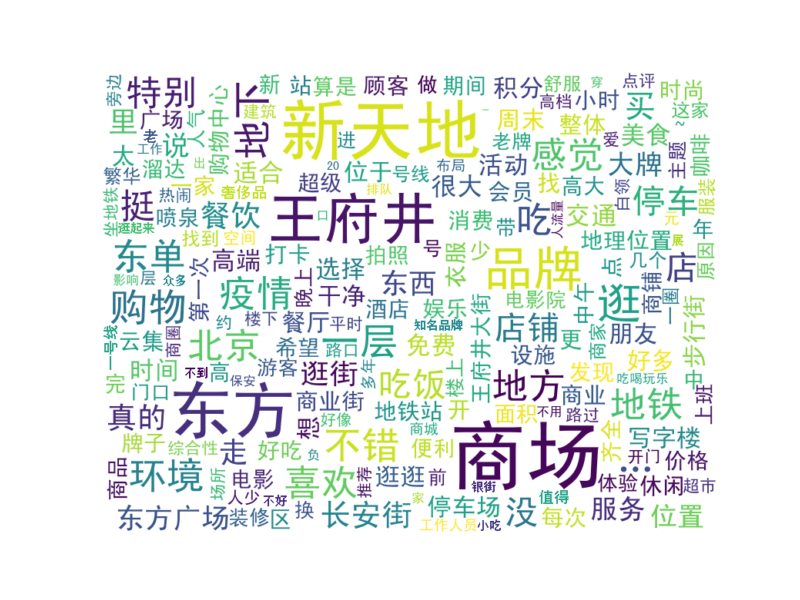 旁边
特别
地下
购物中心
新
站
算是
顾客
做
期间
积分
舒服
穿
点评
时尚
高档
小时
买
这家
里
广场
人气
建筑
新天地
周末
整体
美食
爱
~
太
老
工作
说
进
老牌
感觉
大牌
主题
咖啡
繁华
溜达
出
适合
20
位于
号线
布局
活动
找
高大
白领
停车
服装
坐地铁
挺
热闹
一家
奢侈品
超级
排队
很大
会员
吃
人流量
交通
元
逛起来
喷泉
餐饮
王府井
口
消费
带
地理位置
展
年
原因
东单
找到
空间
打卡
拍照
号
衣服
少
品牌
点
几个
店
影响
层
众多
第一次
高端
晚上
干净
选择
东西
电影院
中午
逛
商铺
一圈
购物
疫情
约
楼下
酒店
娱乐
王府井大街
店铺
更
商家
朋友
步行街
一号线
云集
商圈
北京
餐厅
平时
知名品牌
一层
免费
设施
好多
中
希望
路口
完
时间
不到
高
游客
逛街
多年
吃饭
楼上
地方
发现
吃喝玩乐
门口
保安
东方
商业街
想
地铁站
开
面积
商业
不用
路过
地铁
上班
真的
好像
商城
商场
牌子
综合性
走
好吃
负
不错
便利
齐全
...
写字楼
开门
价格
商品
环境
场所
电影
喜欢
推荐
逛逛
前
银街
体验
休闲
超市
人少
不好
家
值得
东方广场
装修
区
换
长安街
停车场
工作人员
小吃
没
每次
服务
位置